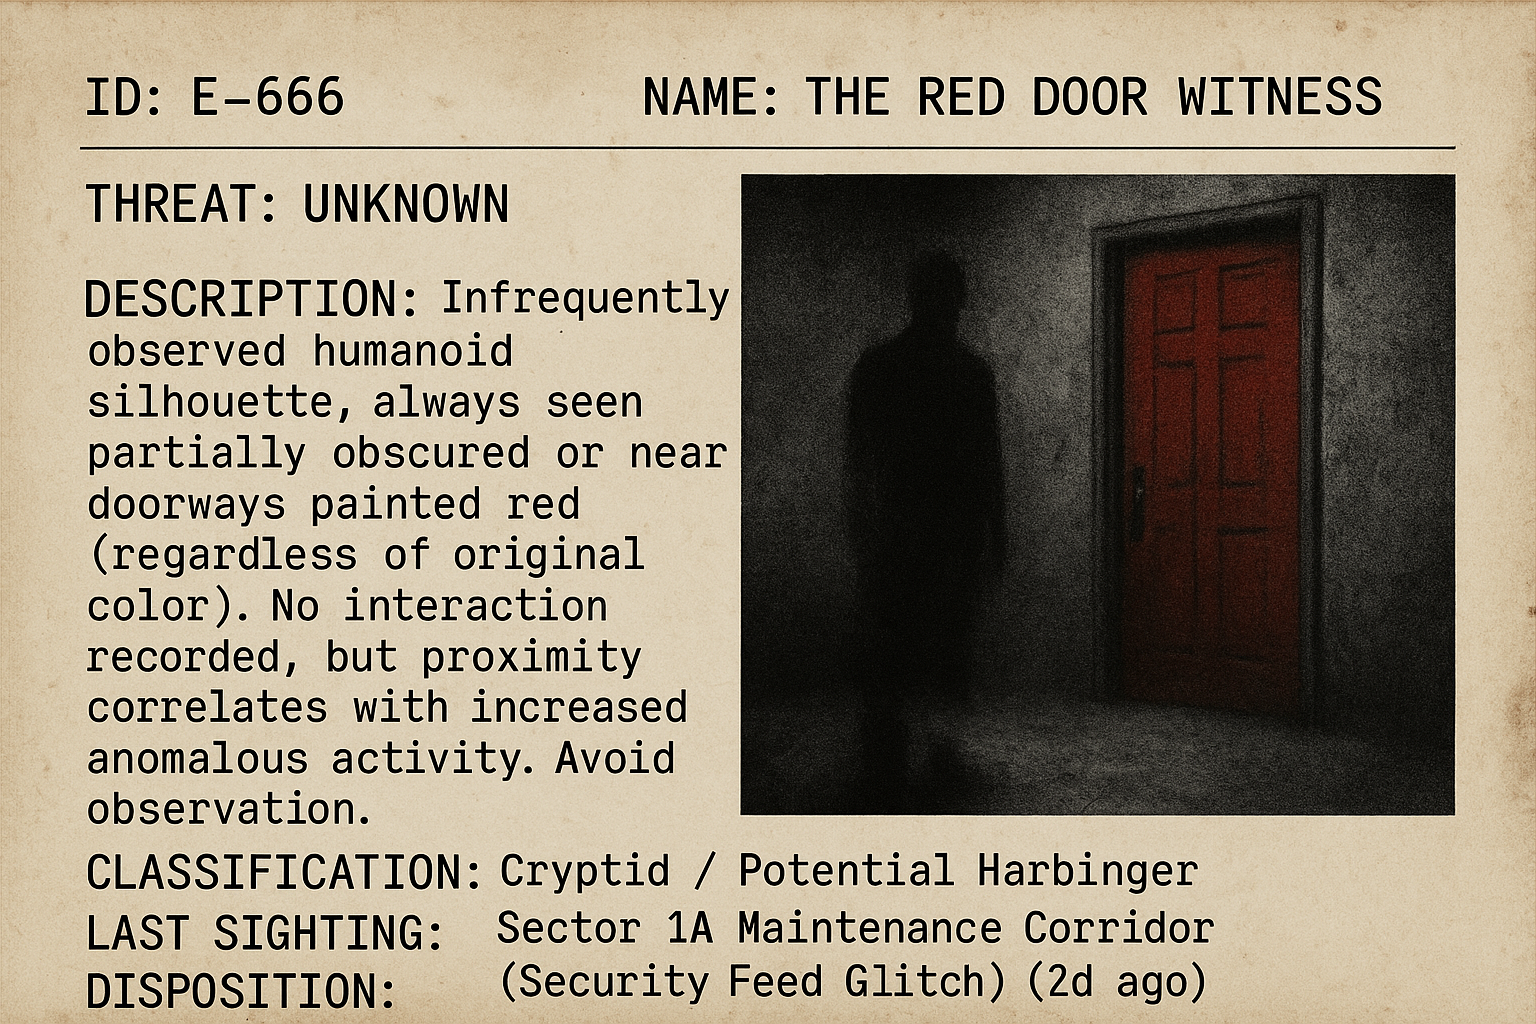 ID: E–666
NAME: THE RED DOOR WITNESS
THREAT: UNKNOWN
DESCRIPTION: Infrequently
observed humanoid
silhouette, always seen
partially obscured or near
doorways painted red
(regardless of original
color). No interaction
recorded, but proximity
correlates with increased
anomalous activity. Avoid
observation.
CLASSIFICATION: Cryptid / Potential Harbinger
LAST SIGHTING: Sector 1A Maintenance Corridor
(Security Feed Glitch) (2d ago)
DISPOSITION: